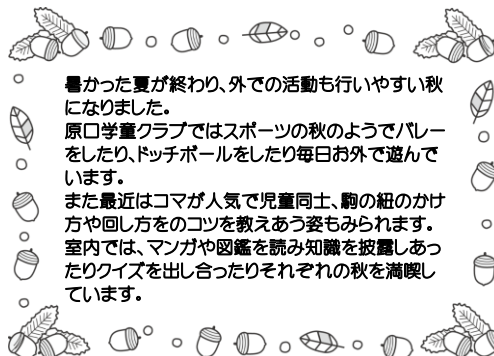 暑かった夏が終わり、外での活動も行いやすい秋
になりました。
原口学童クラブではスポーツの秋のようでバレー
をしたり、ドッチボールをしたり毎日お外で遊んで
います。
また最近はコマが人気で児童同士、駒の紐のかけ
方や回し方をのコツを教えあう姿もみられます。
室内では、マンガや図鑑を読み知識を披露しあっ
たりクイズを出し合ったりそれぞれの秋を満喫し
ています。